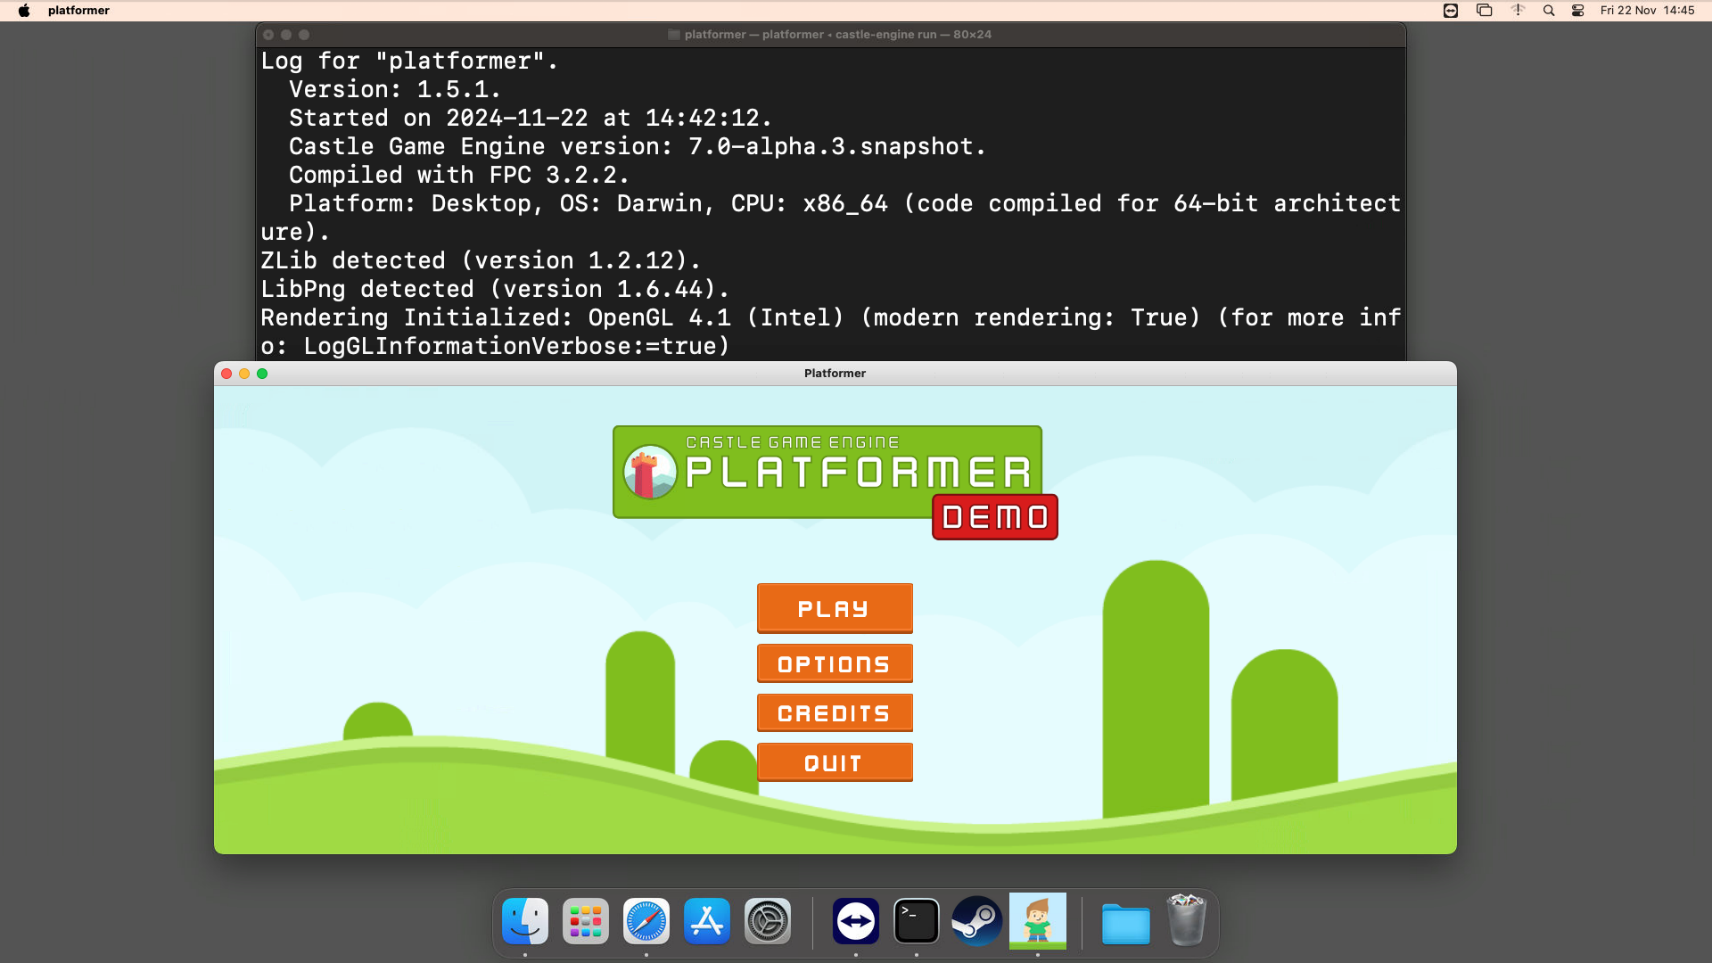 platformer
Fri 22 Nov 14:45
platformer — platformer • castle-engine run — 80×24
Log for "platformer".
Version: 1.5.1.
Started on 2024-11-22 at 14:42:12.
Castle Game Engine version: 7.0-alpha.3.snapshot.
Compiled with FPC 3.2.2.
Platform: Desktop, OS: Darwin, CPU: x86_64 (code compiled for 64-bit architect
ure).
ZLib detected (version 1.2.12).
LibPng detected (version 1.6.44).
Rendering Initialized: OpenGL 4.1 (Intel) (modern rendering: True) (for more inf
o: LogGLInformationVerbose:=true)
Platformer
CASTLE GAME ENGINE
PLATFORMER
DEMO
PLAY
OPTIONS
CREDITS
QUIT